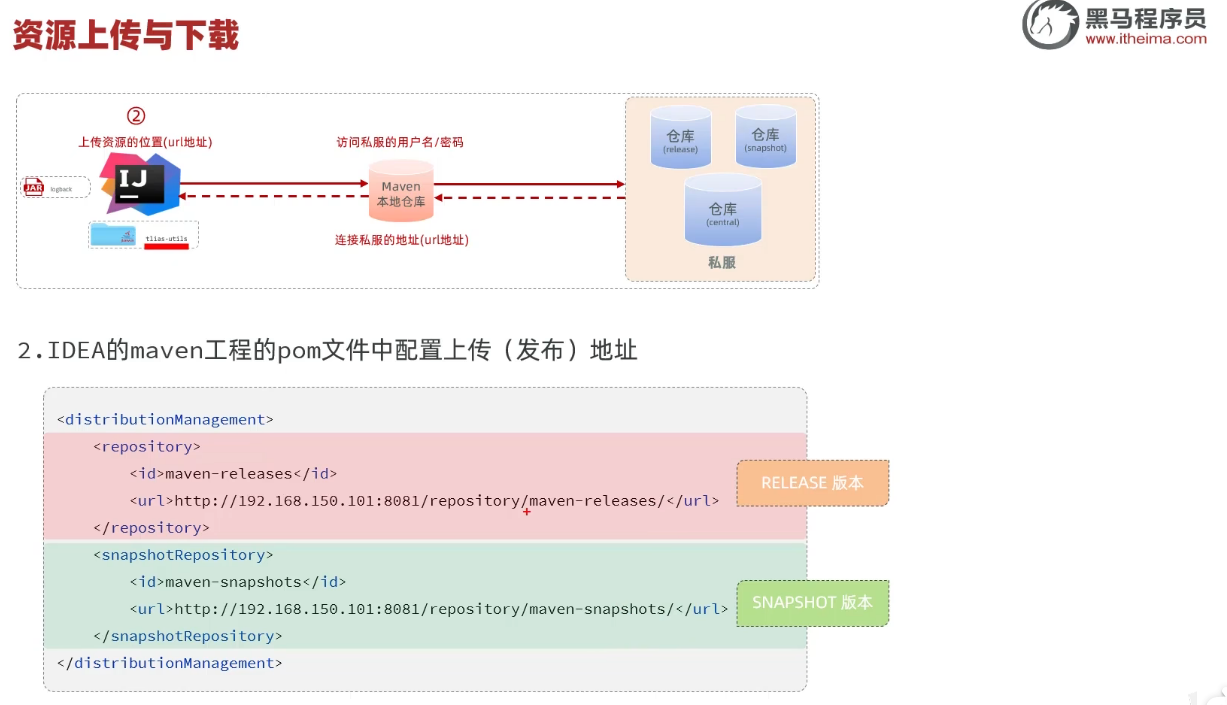 资源上传与下载
黑马程序员
www.itheima.com
②
上传资源的位置(url地址)
访问私服的用户名/密码
仓库
(release)
仓库
(snapshot)
JAR
logback
IJ
Maven
本地仓库
仓库
(central)
tlias-utils
连接私服的地址(url地址)
私服
2.IDEA的maven工程的pom文件中配置上传（发布）地址
<distributionManagement>
<repository>
<id>maven-releases</id>
<url>http://192.168.150.101:8081/repository/maven-releases/</url>
</repository>
<snapshotRepository>
<id>maven-snapshots</id>
<url>http://192.168.150.101:8081/repository/maven-snapshots/</url>
</snapshotRepository>
</distributionManagement>
RELEASE 版本
SNAPSHOT 版本